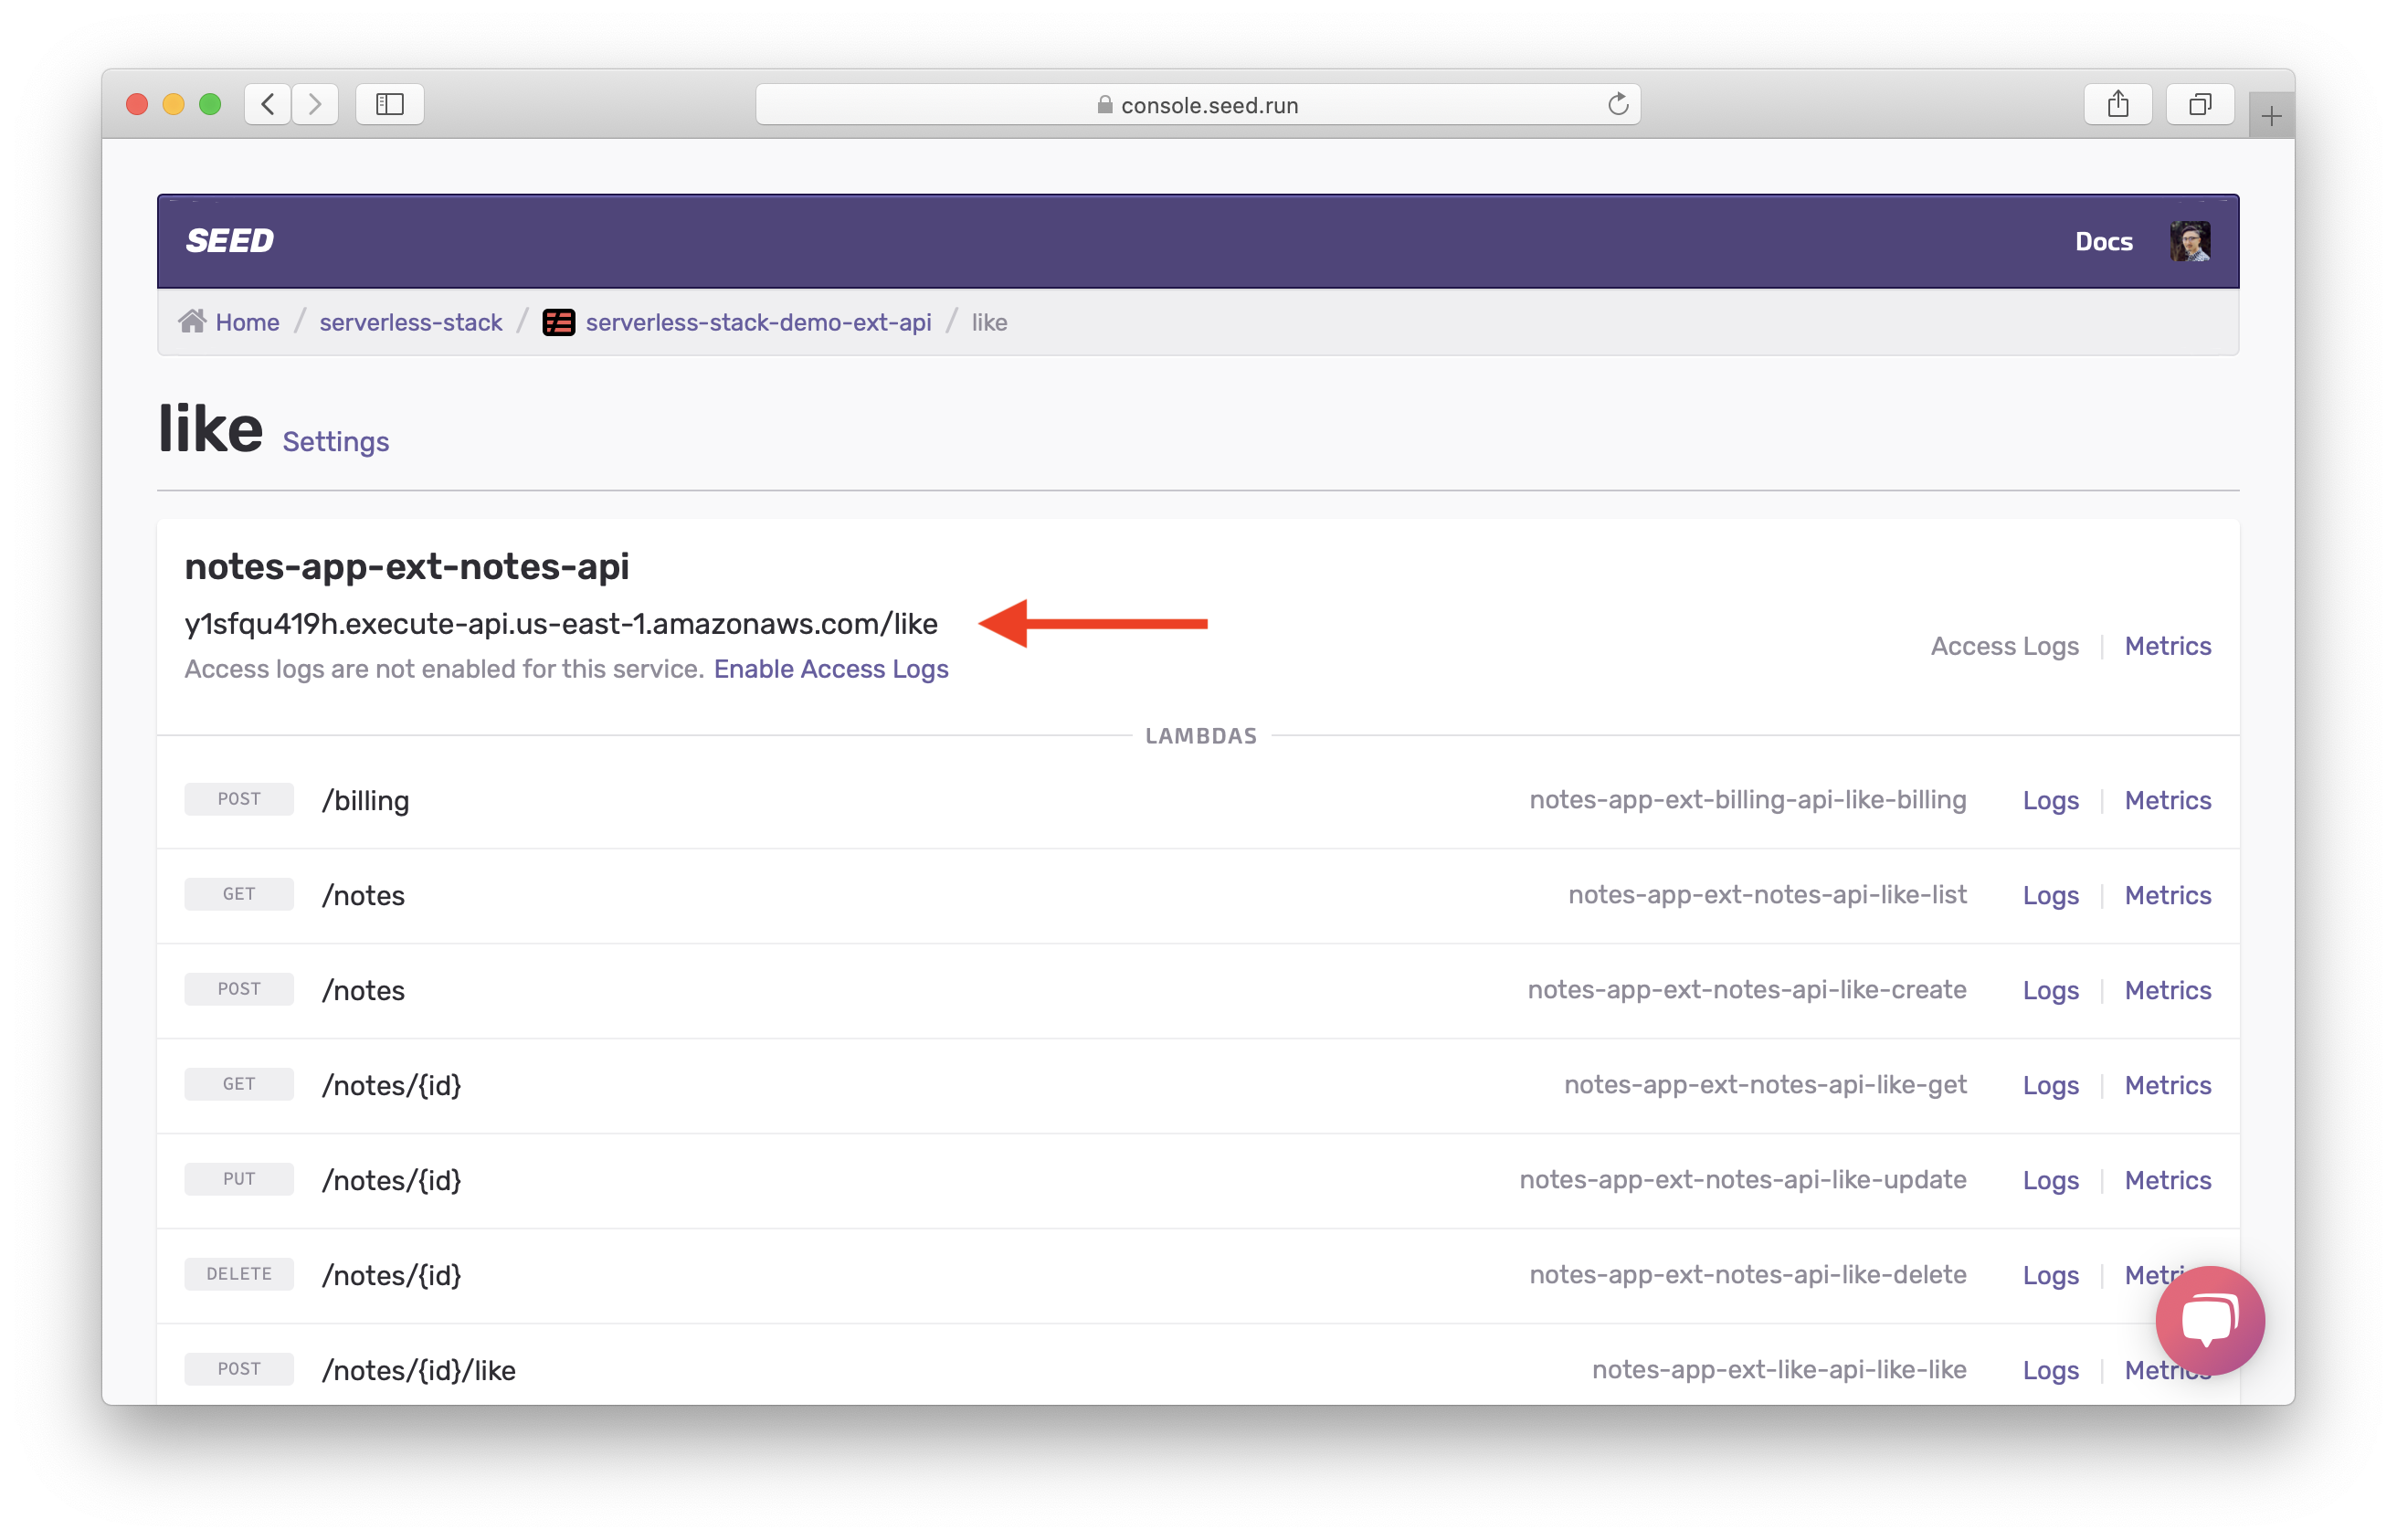 console.seed.run
SEED
Docs
Home / serverless-stack / serverless-stack-demo-ext-api / like
like Settings
notes-app-ext-notes-api
y1sfqu419h.execute-api.us-east-1.amazonaws.com/like
Access logs are not enabled for this service. Enable Access Logs
Access Logs | Metrics
LAMBDAS
POST /billing notes-app-ext-billing-api-like-billing Logs | Metrics
GET /notes notes-app-ext-notes-api-like-list Logs | Metrics
POST /notes notes-app-ext-notes-api-like-create Logs | Metrics
GET /notes/{id} notes-app-ext-notes-api-like-get Logs | Metrics
PUT /notes/{id} notes-app-ext-notes-api-like-update Logs | Metrics
DELETE /notes/{id} notes-app-ext-notes-api-like-delete Logs | Metri
POST /notes/{id}/like notes-app-ext-like-api-like-like Logs | Metrics